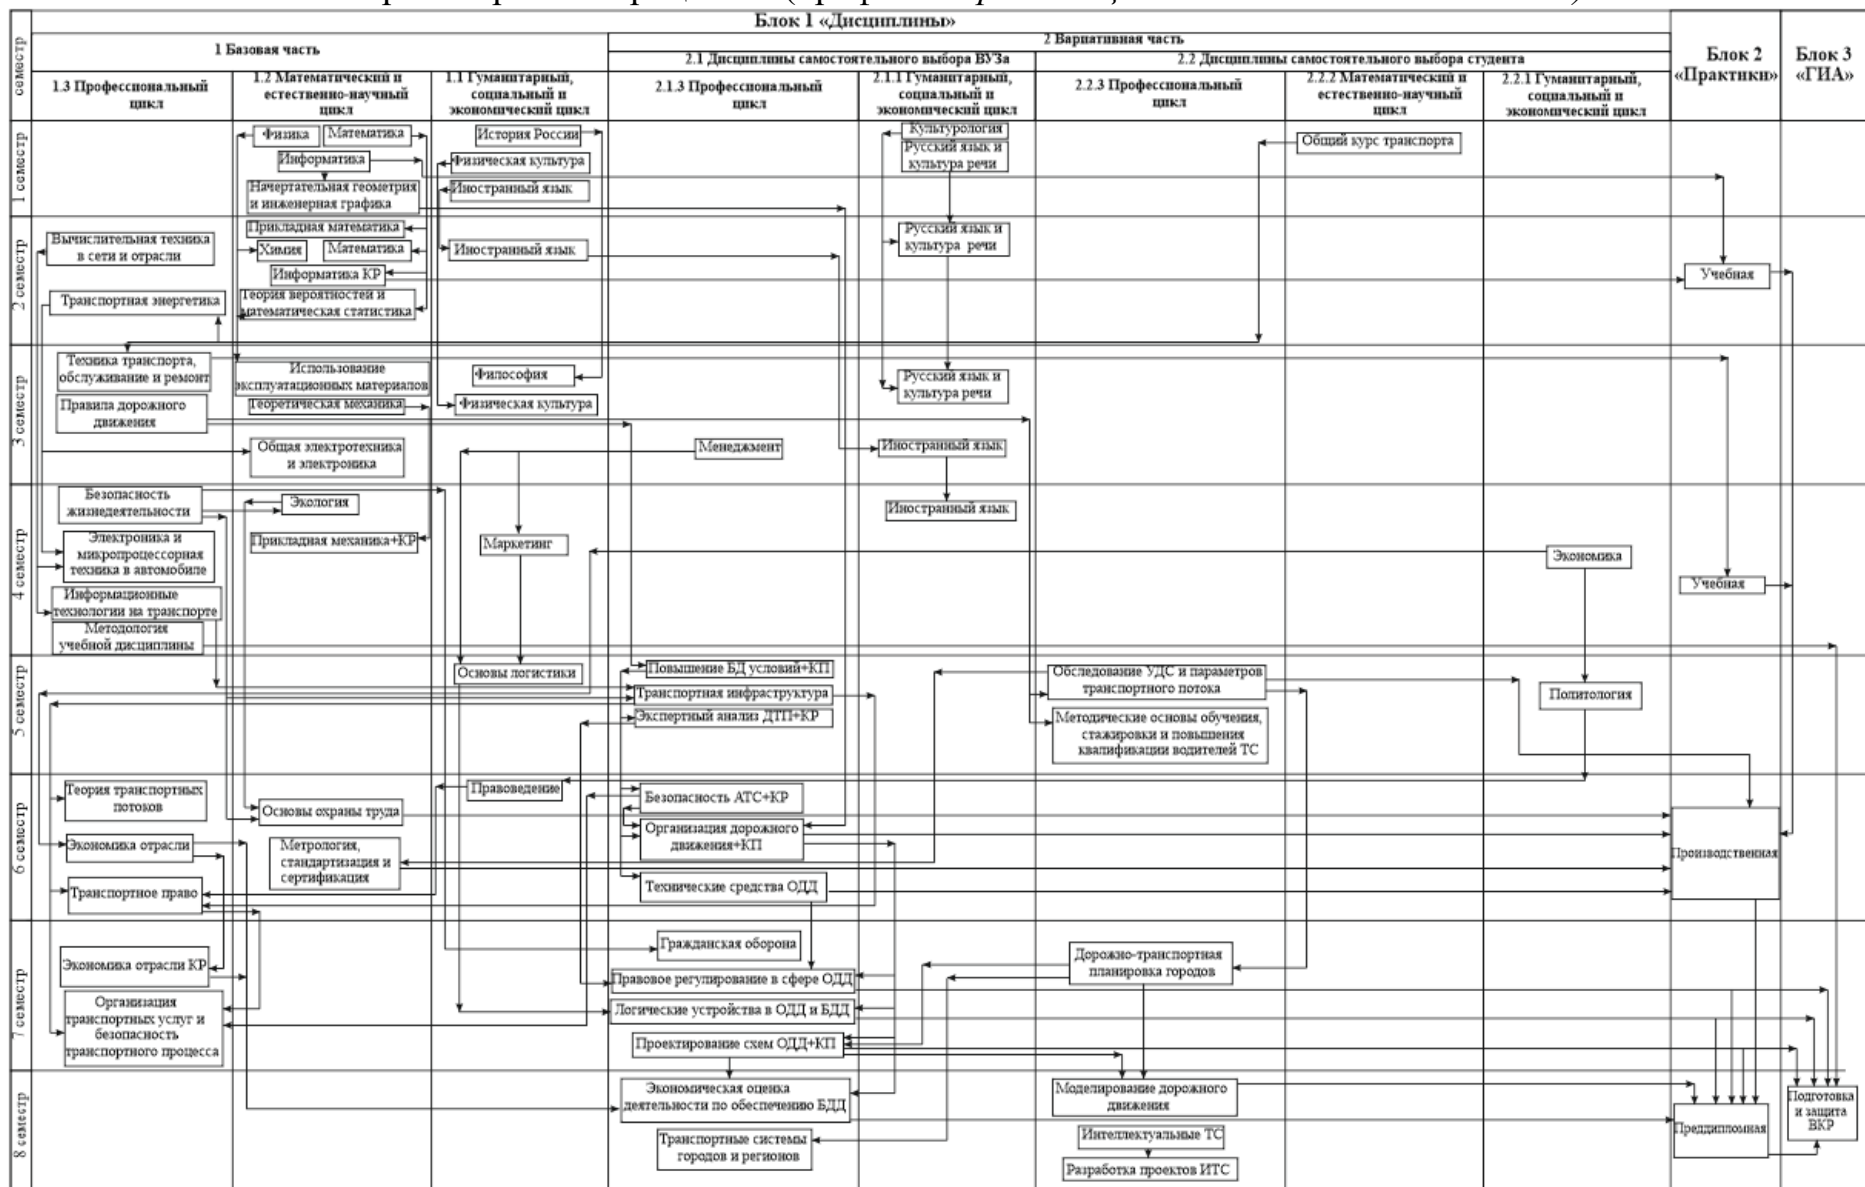 Блок 1 «Дисциплины»
семестр
1 Базовая часть
2 Вариативная часть
Блок 2
«Практики»
Блок 3
«ГИА»
2.1 Дисциплины самостоятельного выбора ВУЗа
2.2 Дисциплины самостоятельного выбора студента
1.3 Профессиональный
цикл
1.2 Математический и
естественно-научный
цикл
1.1 Гуманитарный,
социальный и
экономический цикл
2.1.3 Профессиональный
цикл
2.1.1 Гуманитарный,
социальный и
экономический цикл
2.2.3 Профессиональный
цикл
2.2.2 Математический и
естественно-научный
цикл
2.2.1 Гуманитарный,
социальный и
экономический цикл
1 семестр
Физика
Математика
Информатика
Начертательная геометрия
и инженерная графика
История России
Физическая культура
Иностранный язык
Культурология
Русский язык и
культура речи
Общий курс транспорта
2 семестр
Вычислительная техника
в сети и отрасли
Транспортная энергетика
Прикладная математика
Химия
Математика
Информатика КР
Теория вероятностей и
математическая статистика
Иностранный язык
Русский язык и
культура речи
Учебная
3 семестр
Техника транспорта,
обслуживание и ремонт
Правила дорожного
движения
Использование
эксплуатационных материалов
Теоретическая механика
Общая электротехника
и электроника
Философия
Физическая культура
Менеджмент
Русский язык и
культура речи
Иностранный язык
4 семестр
Безопасность
жизнедеятельности
Электроника и
микропроцессорная
техника в автомобиле
Информационные
технологии на транспорте
Методология
учебной дисциплины
Экология
Прикладная механика+КР
Маркетинг
Иностранный язык
Экономика
Учебная
5 семестр
Основы логистики
Повышение БД условий+КП
Транспортная инфраструктура
Экспертный анализ ДТП+КР
Обследование УДС и параметров
транспортного потока
Методические основы обучения,
стажировки и повышения
квалификации водителей ТС
Политология
6 семестр
Теория транспортных
потоков
Экономика отрасли
Транспортное право
Основы охраны труда
Метрология,
стандартизация и
сертификация
Правоведение
Безопасность АТС+КР
Организация дорожного
движения+КП
Технические средства ОДД
Производственная
7 семестр
Экономика отрасли КР
Организация
транспортных услуг и
безопасность
транспортного процесса
Гражданская оборона
Правовое регулирование в сфере ОДД
Логические устройства в ОДД и БДД
Проектирование схем ОДД+КП
Дорожно-транспортная
планировка городов
8 семестр
Экономическая оценка
деятельности по обеспечению БДД
Транспортные системы
городов и регионов
Моделирование дорожного
движения
Интеллектуальные ТС
Разработка проектов ИТС
Преддипломная
Подготовка
и защита
ВКР